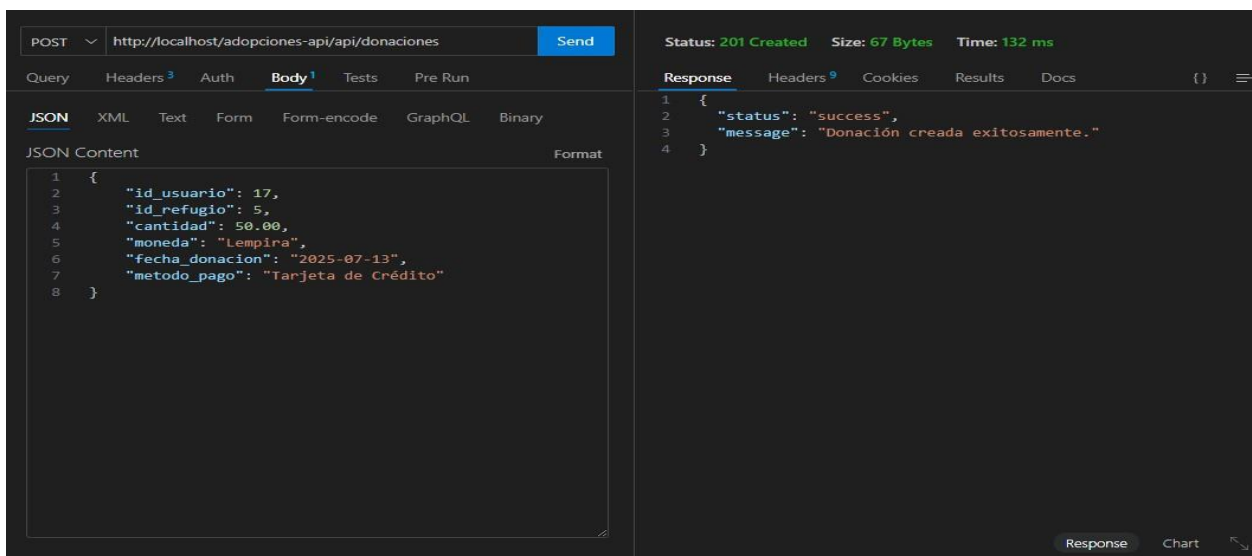 POST http://localhost/adopciones-api/api/donaciones Send
Query Headers 3 Auth Body 1 Tests Pre Run
JSON XML Text Form Form-encode GraphQL Binary
JSON Content Format
1 {
2 "id_usuario": 17,
3 "id_refugio": 5,
4 "cantidad": 50.00,
5 "moneda": "Lempira",
6 "fecha_donacion": "2025-07-13",
7 "metodo_pago": "Tarjeta de Crédito"
8 }
Status: 201 Created Size: 67 Bytes Time: 132 ms
Response Headers 9 Cookies Results Docs {}
1 {
2 "status": "success",
3 "message": "Donación creada exitosamente."
4 }
Response Chart